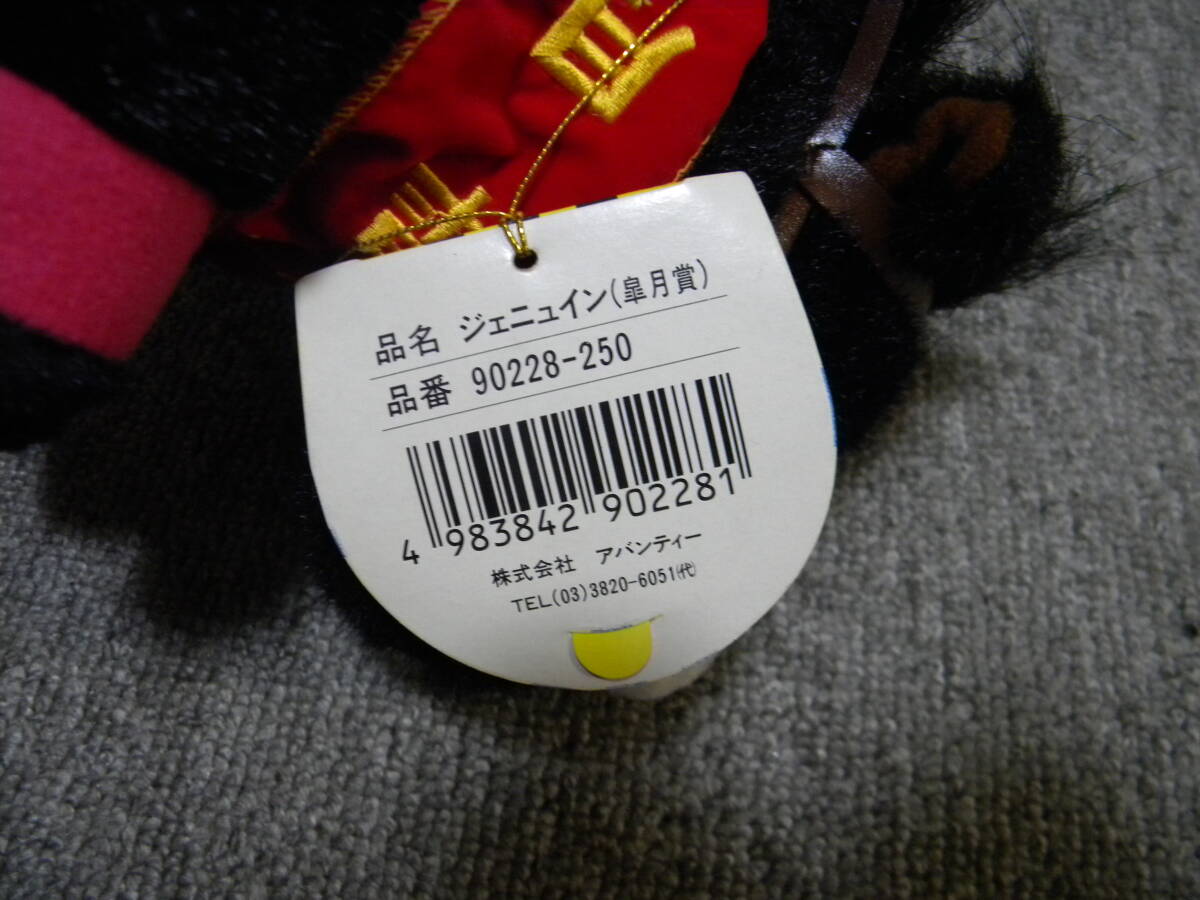 品名 ジェニュイン(皐月賞)
品番 90228-250
4 983842 902281
株式会社 アバンティー
TEL(03)3820-6051㈹